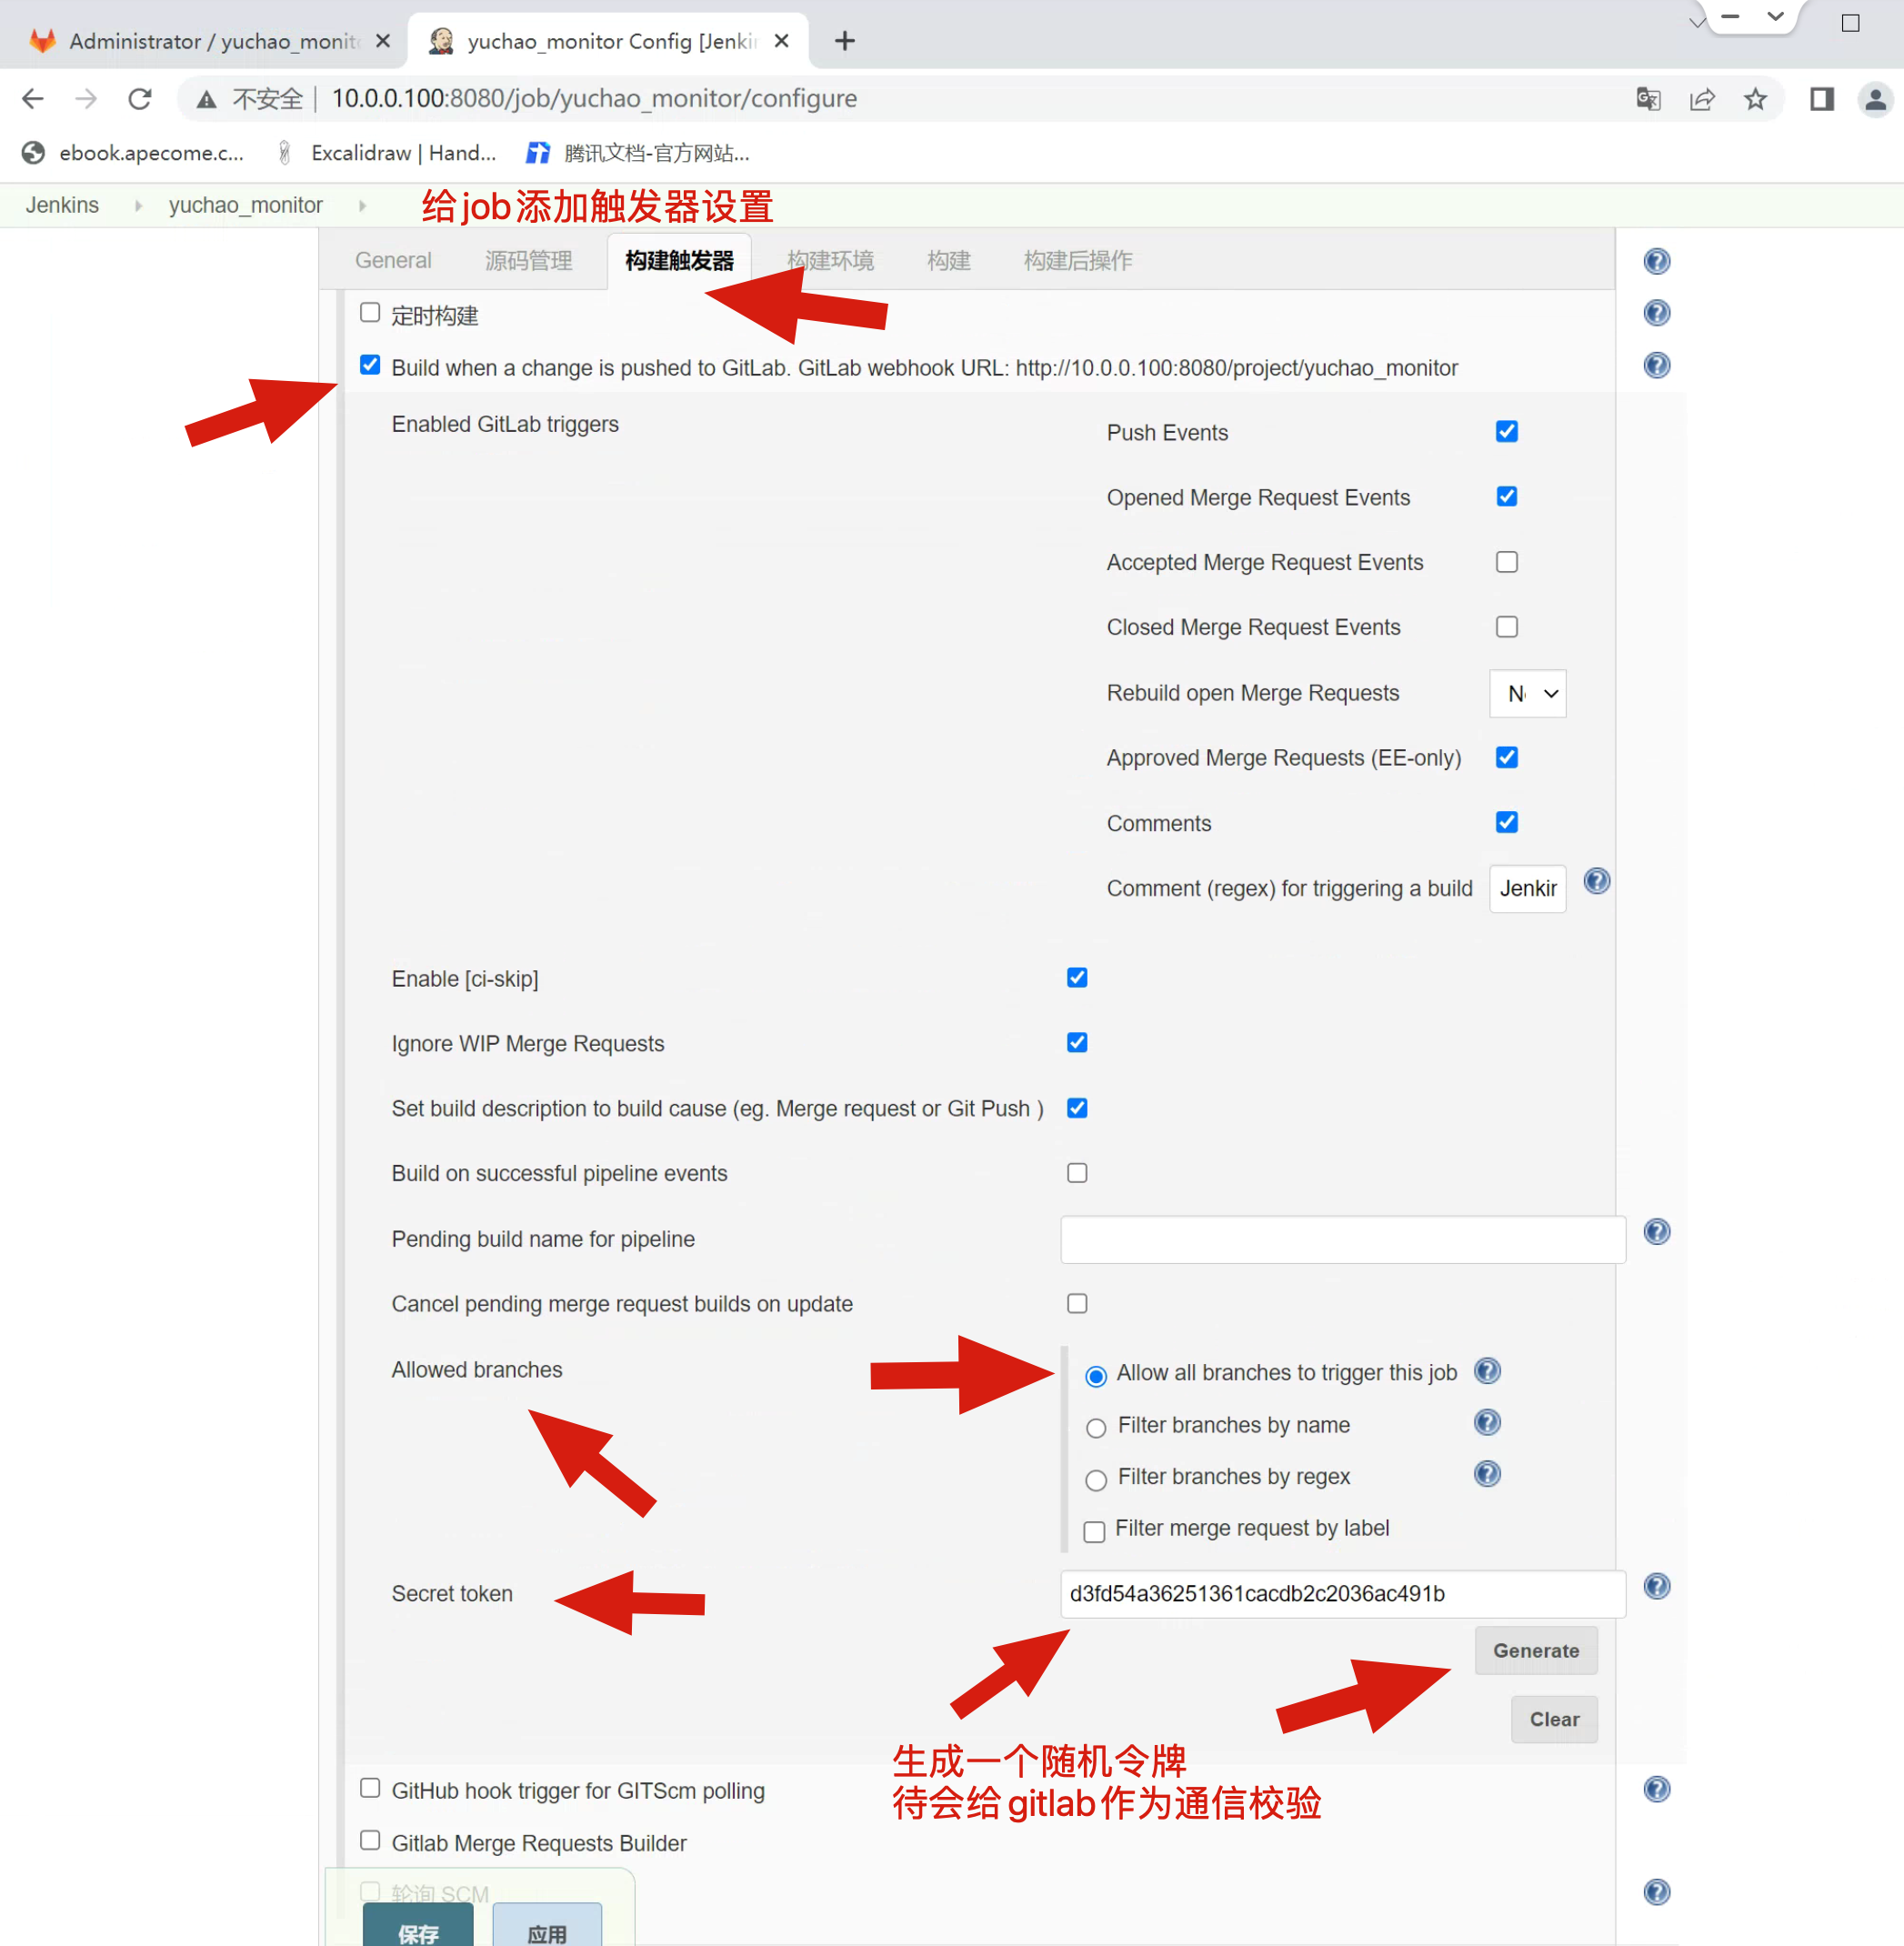 Administrator / yuchao_monito
yuchao_monitor Config [Jenki
不安全 | 10.0.0.100:8080/job/yuchao_monitor/configure
ebook.apecome.c...
Excalidraw | Hand...
腾讯文档-官方网站...
Jenkins
yuchao_monitor
给job添加触发器设置
General
源码管理
构建触发器
构建环境
构建
构建后操作
定时构建
Build when a change is pushed to GitLab. GitLab webhook URL: http://10.0.0.100:8080/project/yuchao_monitor
Enabled GitLab triggers
Push Events
Opened Merge Request Events
Accepted Merge Request Events
Closed Merge Request Events
Rebuild open Merge Requests
Approved Merge Requests (EE-only)
Comments
Comment (regex) for triggering a build
Jenkir
Enable [ci-skip]
Ignore WIP Merge Requests
Set build description to build cause (eg. Merge request or Git Push )
Build on successful pipeline events
Pending build name for pipeline
Cancel pending merge request builds on update
Allowed branches
Allow all branches to trigger this job
Filter branches by name
Filter branches by regex
Filter merge request by label
Secret token
d3fd54a36251361cacdb2c2036ac491b
Generate
Clear
生成一个随机令牌
待会给gitlab作为通信校验
GitHub hook trigger for GITScm polling
Gitlab Merge Requests Builder
轮询 SCM
保存
应用